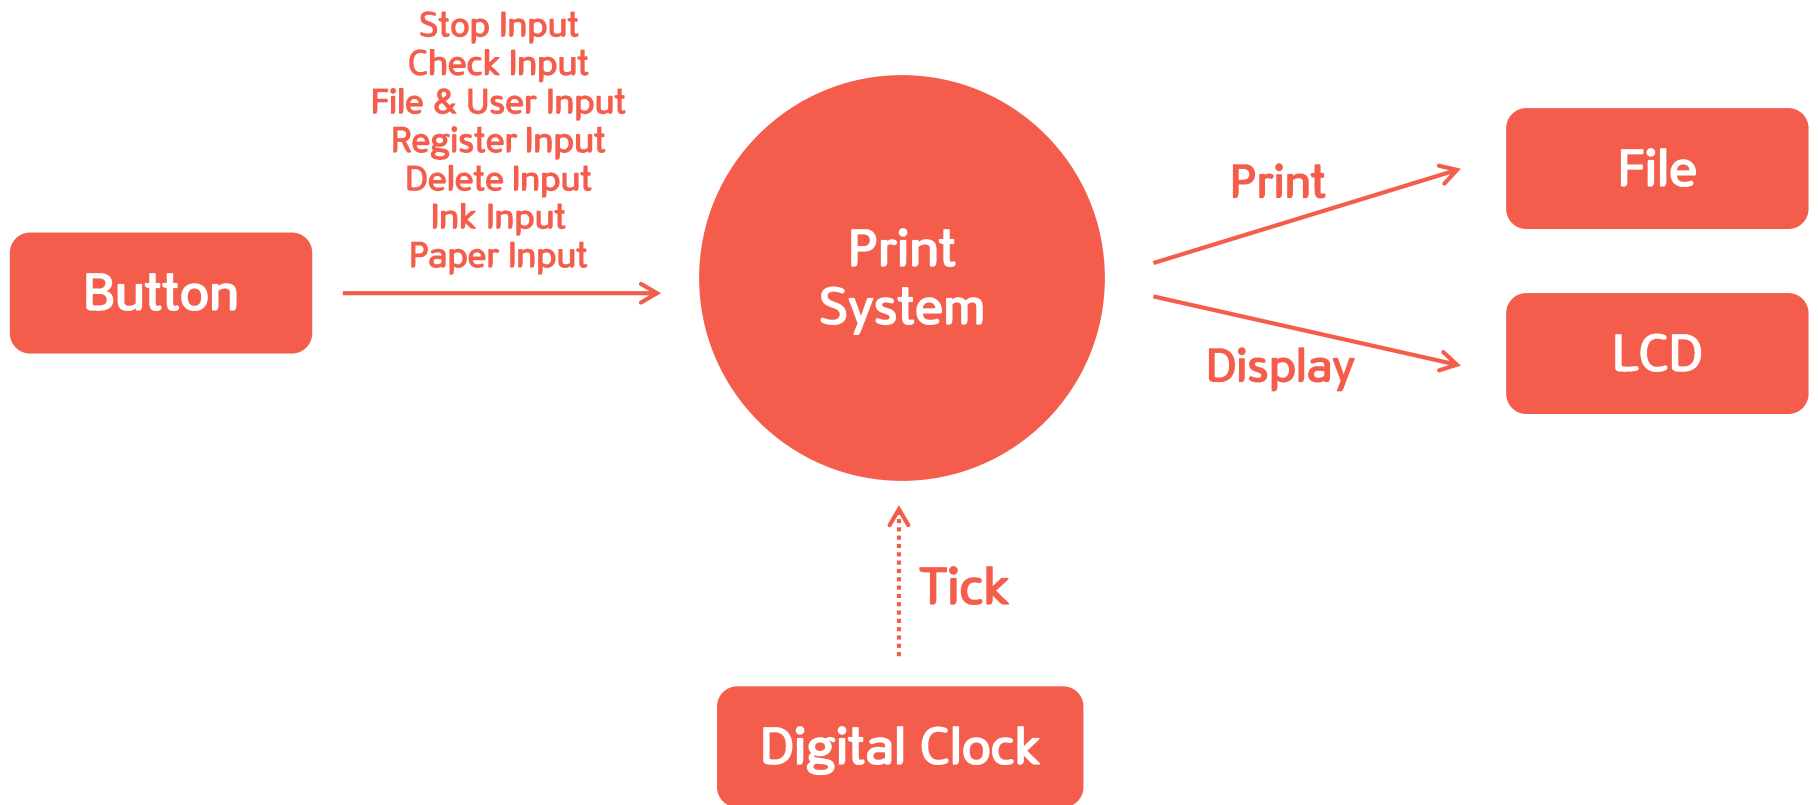 Stop Input
Check Input
File & User Input
Register Input
Delete Input
Ink Input
Paper Input
Button
Print
System
Print
File
Display
LCD
Tick
Digital Clock